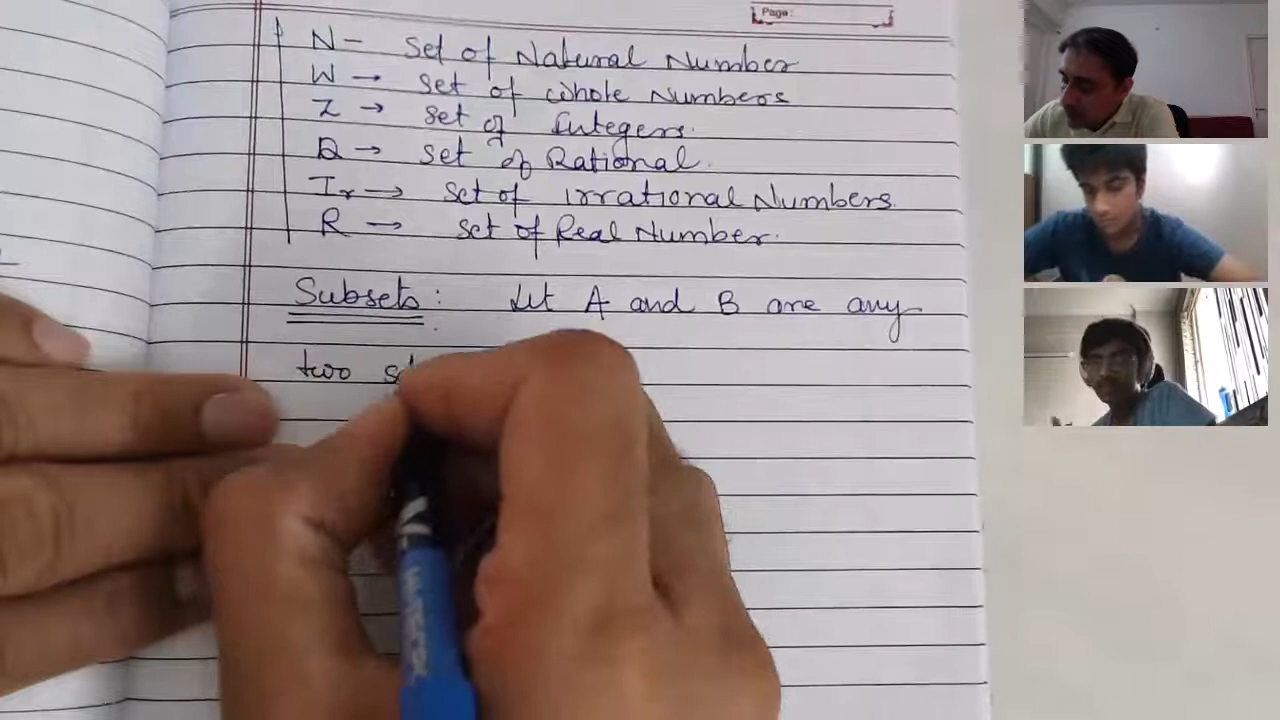 Page:
N- Set of Natural Number
W → set of whole Numbers
Z → set of Integers.
Q → set of Rational.
Ir → set of irrational Numbers.
R → set of Real Number.
Subsets: Let A and B are any
two